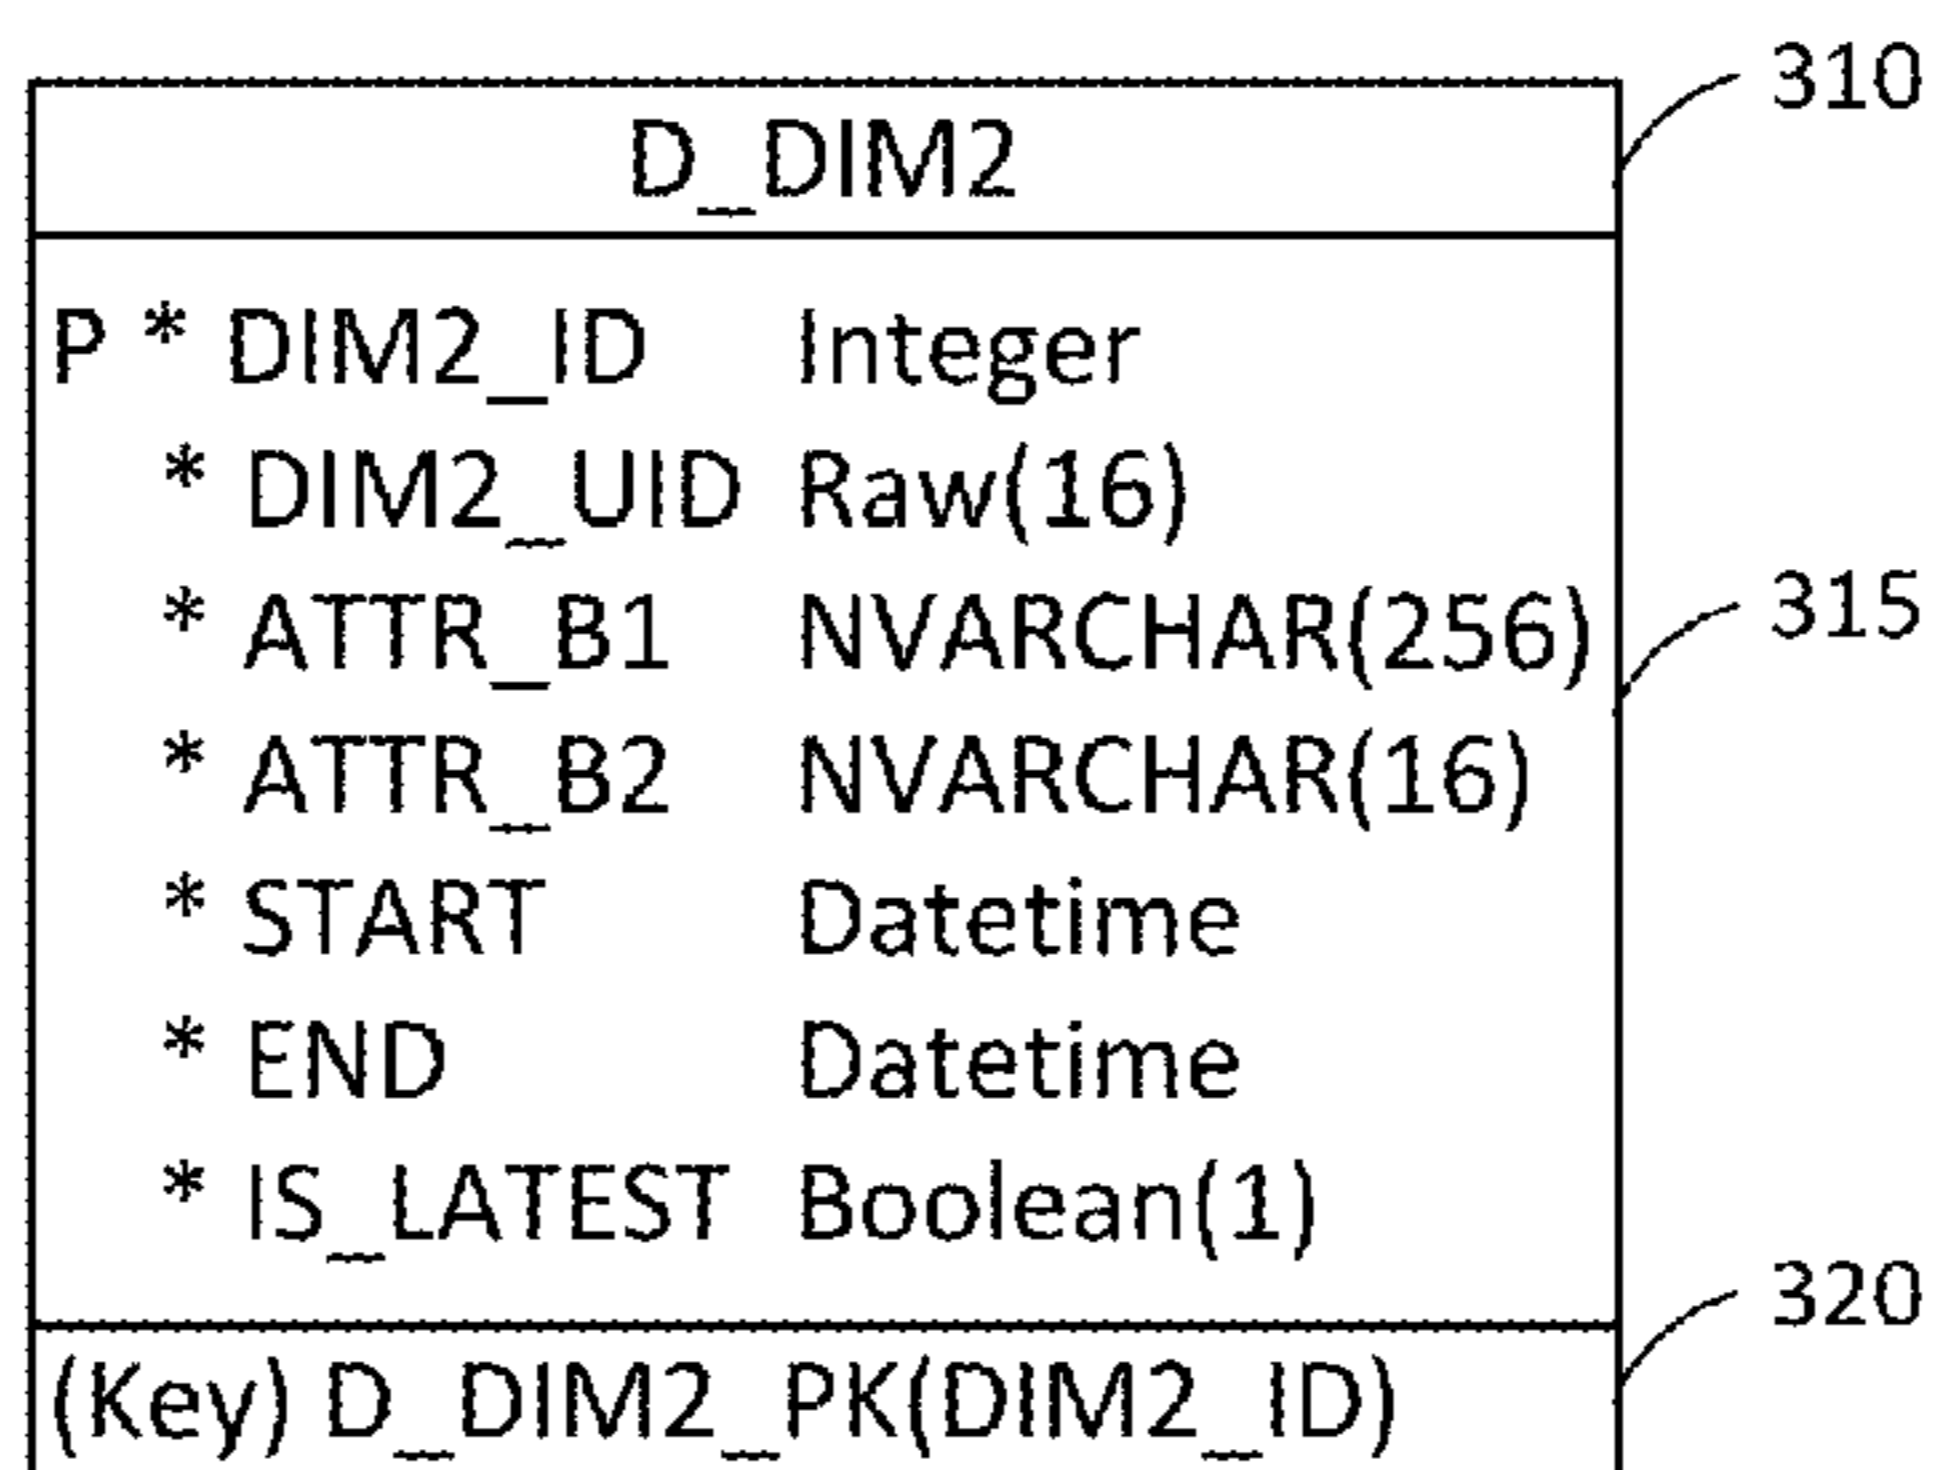 310
D_DIM2
P * DIM2_ID Integer
* DIM2_UID Raw(16)
* ATTR_B1 NVARCHAR(256)
315
* ATTR_B2 NVARCHAR(16)
* START Datetime
* END Datetime
* IS_LATEST Boolean(1)
320
(Key) D_DIM2_PK(DIM2_ID)